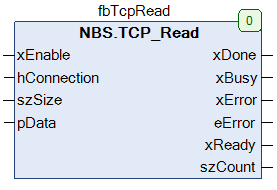 fbTcpRead
0
NBS.TCP_Read
xEnable xDone
hConnection xBusy
szSize xError
pData eError
xReady
szCount